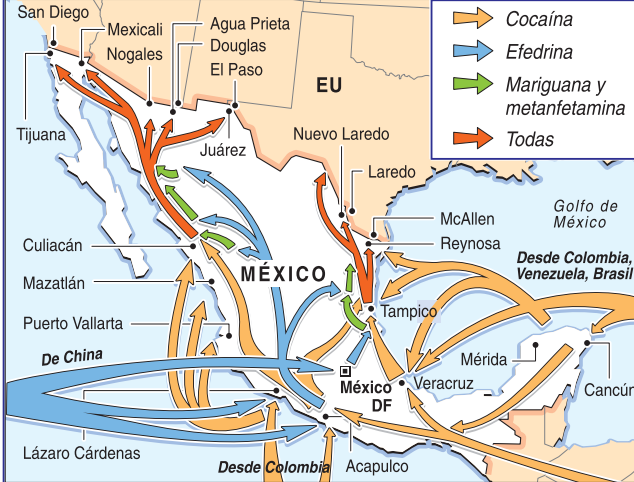 San Diego
Mexicali
Nogales
Agua Prieta
Douglas
El Paso
Tijuana
Juárez
EU
Cocaína
Efedrina
Mariguana y
metanfetamina
Todas
Nuevo Laredo
Laredo
McAllen
Reynosa
Golfo de
México
Desde Colombia,
Venezuela, Brasil
Culiacán
Mazatlán
MÉXICO
Tampico
Puerto Vallarta
De China
México
DF
Veracruz
Mérida
Cancún
Lázaro Cárdenas
Desde Colombia
Acapulco